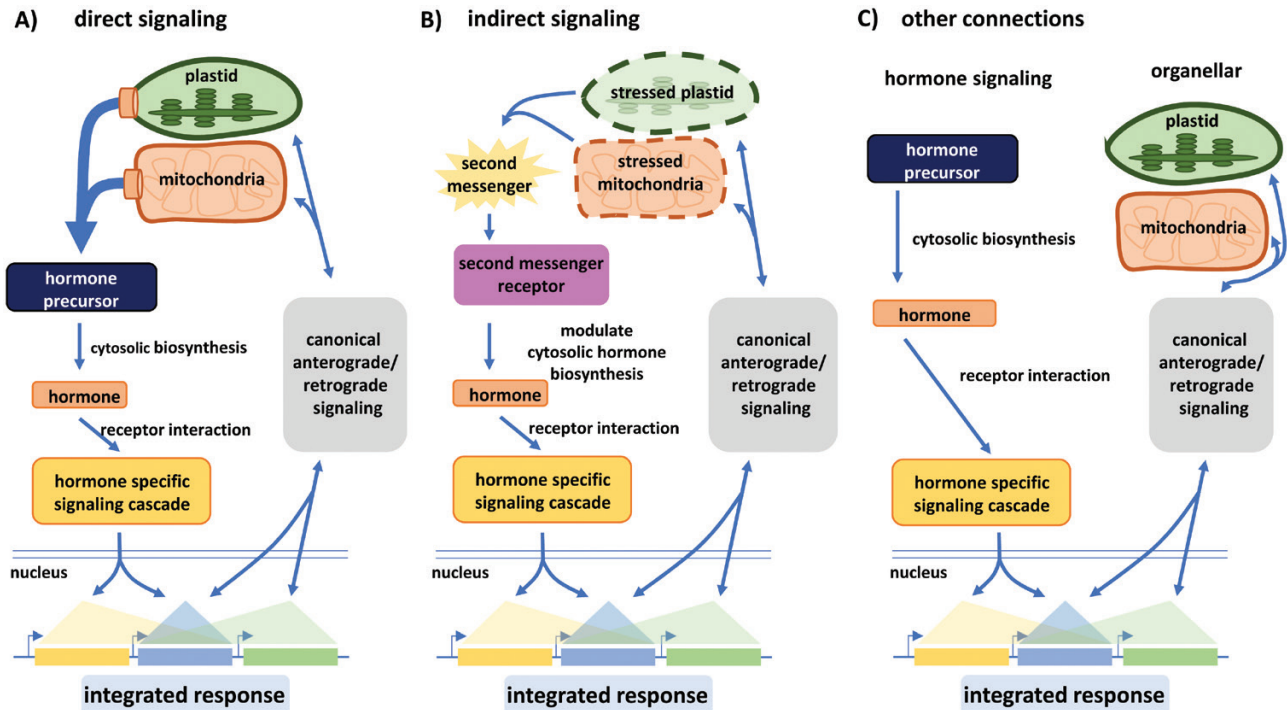 A) direct signaling
plastid
mitochondria
hormone
precursor
cytosolic biosynthesis
hormone
receptor interaction
hormone specific
signaling cascade
canonical
anterograde/
retrograde
signaling
nucleus
integrated response
B) indirect signaling
stressed plastid
stressed
mitochondria
second
messenger
second messenger
receptor
modulate
cytosolic hormone
biosynthesis
hormone
receptor interaction
hormone specific
signaling cascade
canonical
anterograde/
retrograde
signaling
nucleus
integrated response
C) other connections
hormone signaling
organellar
plastid
mitochondria
hormone
precursor
cytosolic biosynthesis
hormone
receptor interaction
hormone specific
signaling cascade
canonical
anterograde/
retrograde
signaling
nucleus
integrated response